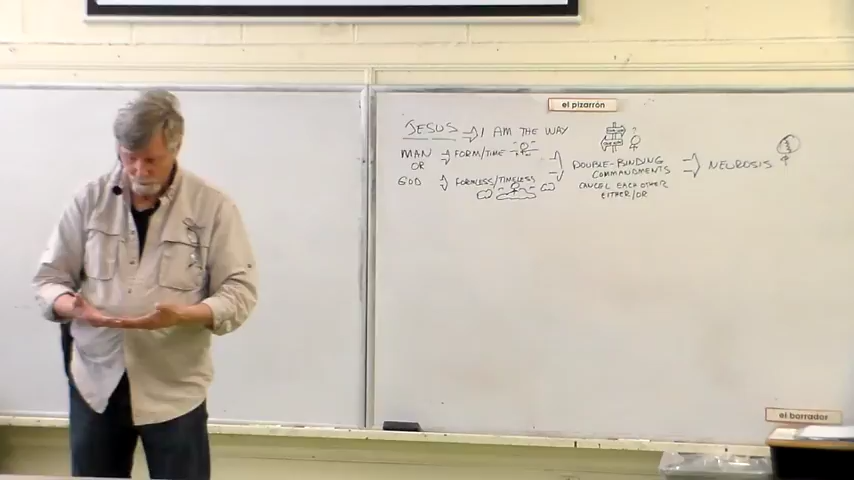 el pizarrón
JESUS → I AM THE WAY
MAN → FORM/TIME
OR
GOD → FORMLESS/TIMELESS
DOUBLE-BINDING
COMMANDMENTS
CANCEL EACH OTHER
EITHER/OR
→ NEUROSIS
el borrador